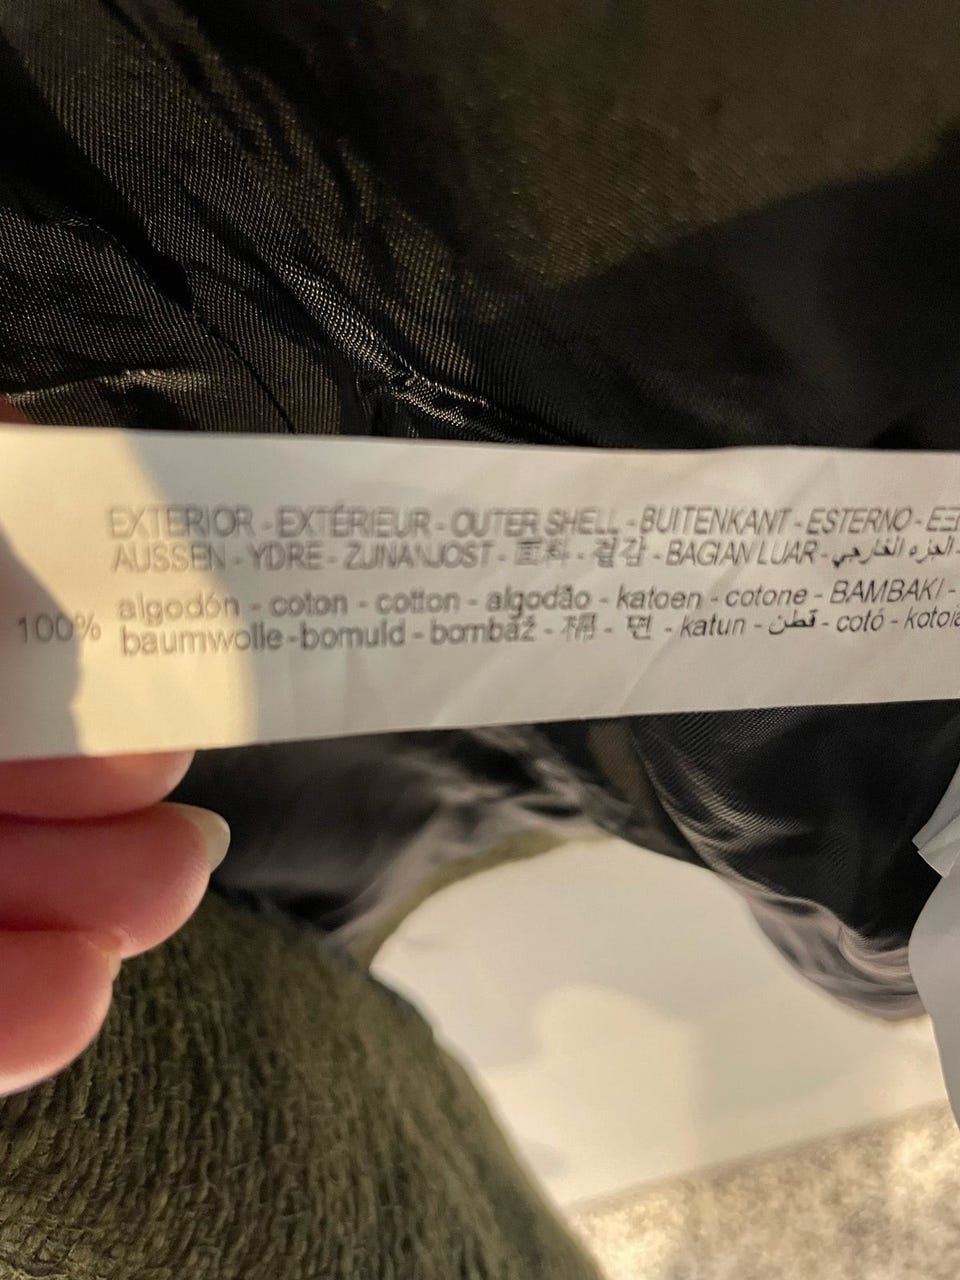 EXTERIOR - EXTÉRIEUR - OUTER SHELL - BUITENKANT - ESTERNO -
AUSSEN - YDRE - ZUNANJOST - 面料 - 겉감 - BAGIAN LUAR - الجزء الخارجي -
100% algodón - coton - cotton - algodão - katoen - cotone - ΒΑΜΒΑΚΙ -
baumwolle - bomuld - bombaž - 棉 - 면 - katun - قطن - cotó -